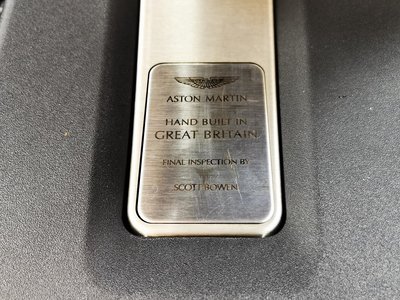 ASTON MARTIN
HAND BUILT IN
GREAT BRITAIN
FINAL INSPECTION BY
SCOTT BOWEN